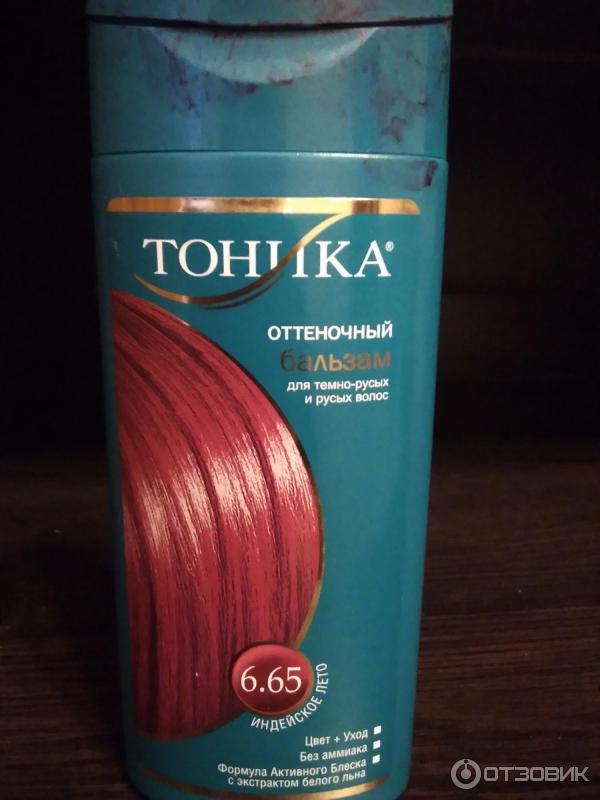 ТОНИКА®
ОТТЕНОЧНЫЙ
бальзам
для темно-русых
и русых волос
6.65
ИНДЕЙСКОЕ ЛЕТО
Цвет + Уход
Без аммиака
Формула Активного Блеска
с экстрактом белого льна
ОТЗОВИК